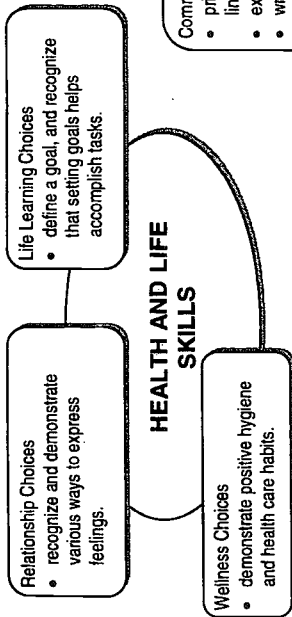 Relationship Choices
• recognize and demonstrate
various ways to express
feelings.
Life Learning Choices
• define a goal, and recognize
that setting goals helps
accomplish tasks.
HEALTH AND LIFE
SKILLS
Wellness Choices
• demonstrate positive hygiene
and health care habits.